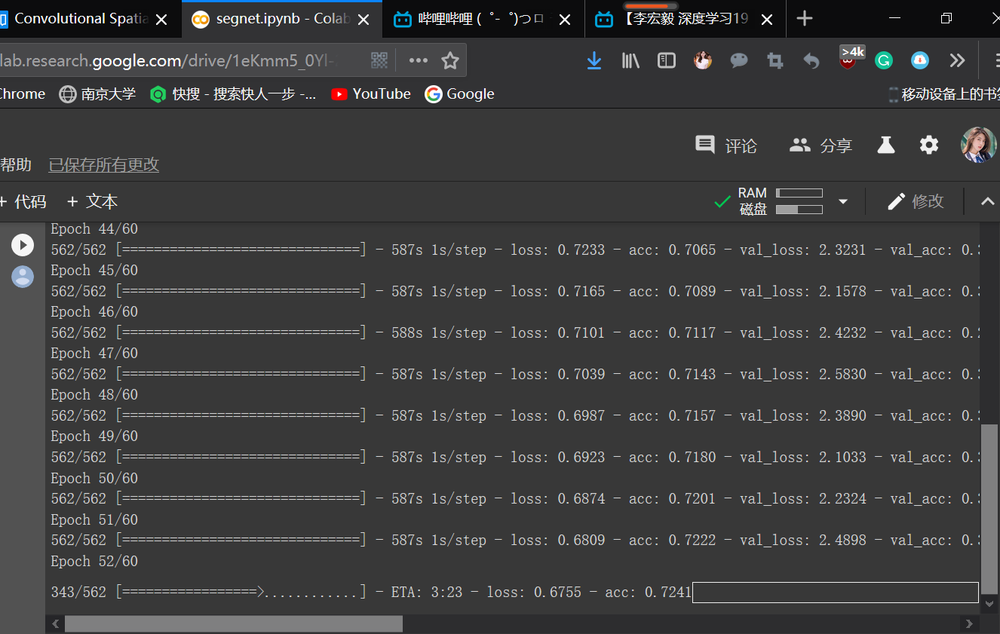 Convolutional Spatia
segnet.ipynb - Colab
哔哩哔哩 ( ゜- ゜)つロ
【李宏毅 深度学习19
lab.research.google.com/drive/1eKmm5_0Yl-
>4k
Chrome
南京大学
快搜 - 搜索快人一步 -...
YouTube
Google
移动设备上的书签
评论
分享
帮助
已保存所有更改
+ 代码
+ 文本
RAM
磁盘
修改
Epoch 44/60
562/562 [==============================] - 587s 1s/step - loss: 0.7233 - acc: 0.7065 - val_loss: 2.3231 - val_acc: 0.3
Epoch 45/60
562/562 [==============================] - 587s 1s/step - loss: 0.7165 - acc: 0.7089 - val_loss: 2.1578 - val_acc: 0.3
Epoch 46/60
562/562 [==============================] - 588s 1s/step - loss: 0.7101 - acc: 0.7117 - val_loss: 2.4232 - val_acc: 0.2
Epoch 47/60
562/562 [==============================] - 587s 1s/step - loss: 0.7039 - acc: 0.7143 - val_loss: 2.5830 - val_acc: 0.3
Epoch 48/60
562/562 [==============================] - 587s 1s/step - loss: 0.6987 - acc: 0.7157 - val_loss: 2.3890 - val_acc: 0.3
Epoch 49/60
562/562 [==============================] - 587s 1s/step - loss: 0.6923 - acc: 0.7180 - val_loss: 2.1033 - val_acc: 0.3
Epoch 50/60
562/562 [==============================] - 587s 1s/step - loss: 0.6874 - acc: 0.7201 - val_loss: 2.2324 - val_acc: 0.3
Epoch 51/60
562/562 [==============================] - 587s 1s/step - loss: 0.6809 - acc: 0.7222 - val_loss: 2.4898 - val_acc: 0.3
Epoch 52/60
343/562 [=================>............] - ETA: 3:23 - loss: 0.6755 - acc: 0.7241